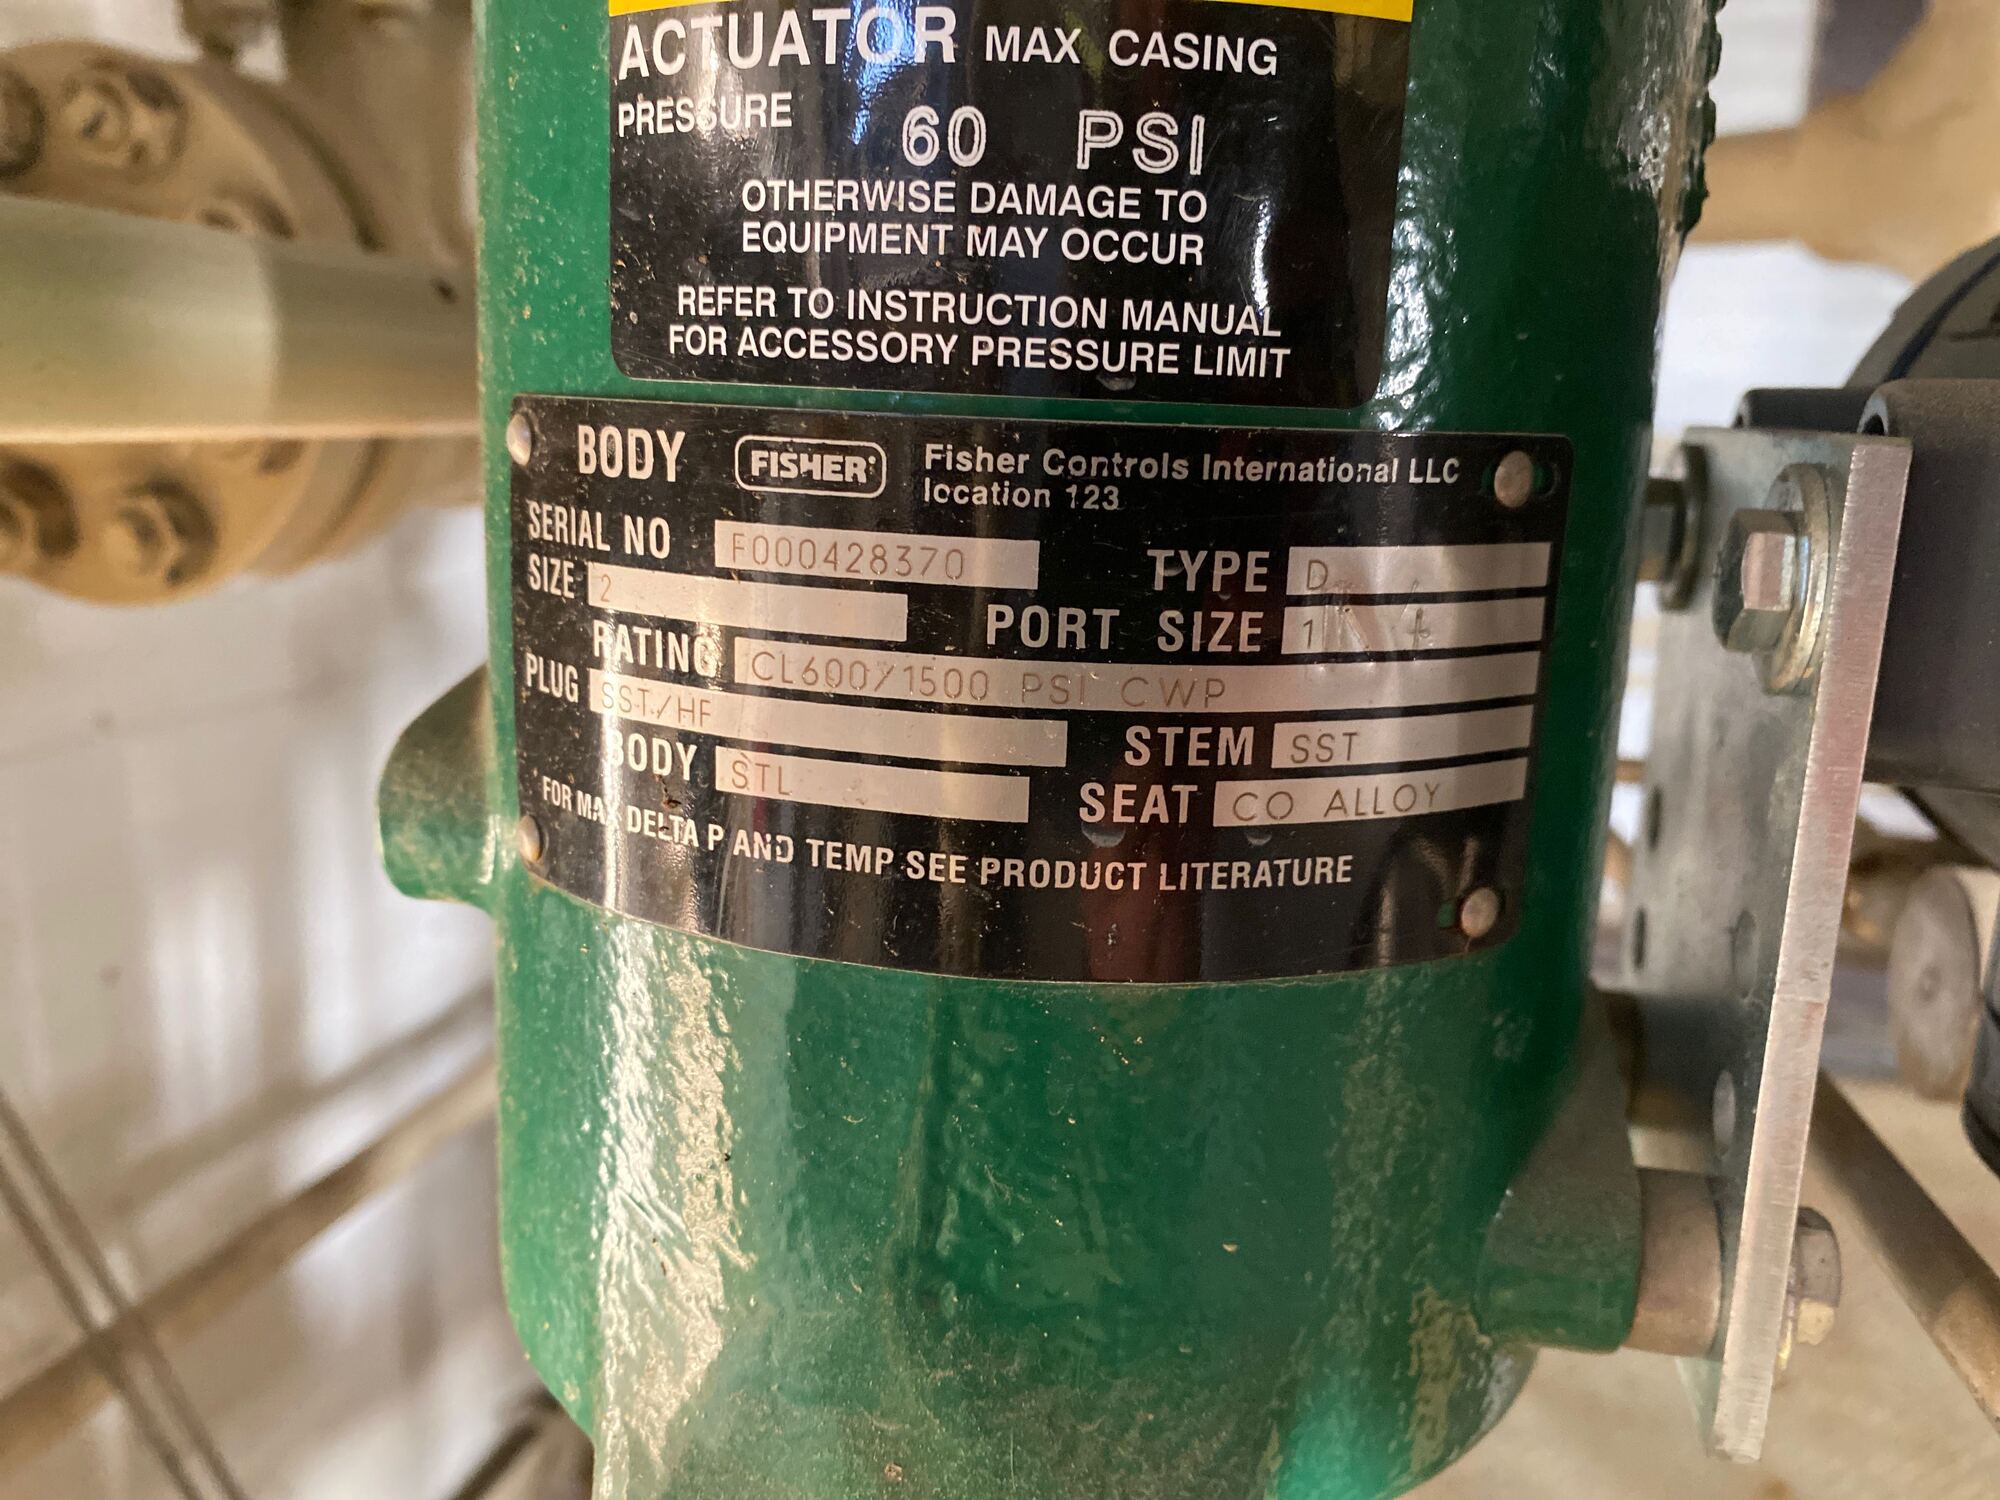 ACTUATOR MAX CASING
PRESSURE 60 PSI
OTHERWISE DAMAGE TO
EQUIPMENT MAY OCCUR
REFER TO INSTRUCTION MANUAL
FOR ACCESSORY PRESSURE LIMIT
BODY FISHER Fisher Controls International LLC
location 123
SERIAL NO F000428370 TYPE D
SIZE 2 PORT SIZE 1
RATING CL600/1500 PSI CWP
PLUG SST/HF STEM SST
BODY STL SEAT CO ALLOY
FOR MAX DELTA P AND TEMP SEE PRODUCT LITERATURE